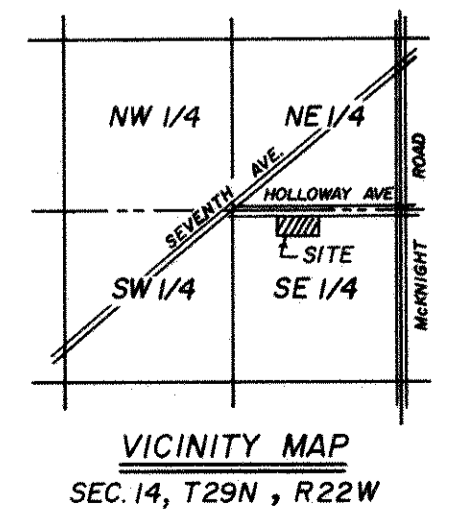 NW 1/4
NE 1/4
SEVENTH AVE.
ROAD
HOLLOWAY AVE
SITE
SW 1/4
SE 1/4
McKNIGHT
VICINITY MAP
SEC. 14, T29N , R22W